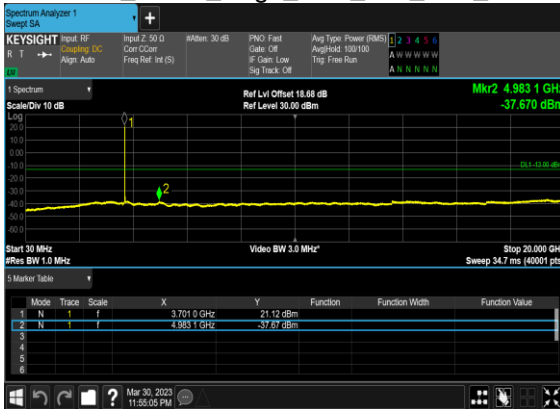 Spectrum Analyzer 1
Swept SA
+
KEYSIGHT Input: RF Input Z: 50 Ω #Atten: 30 dB PNO: Fast Avg Type: Power (RMS) 1 2 3 4 5 6
R T Coupling: DC Corr CCorr Gate: Off Avg|Hold: 100/100 A W W W W W
Align: Auto Freq Ref: Int (S) IF Gain: Low Trig: Free Run
Sig Track: Off A N N N N N
LXI
1 Spectrum
Ref Lvl Offset 18.68 dB Mkr2 4.983 1 GHz
Scale/Div 10 dB Ref Level 30.00 dBm -37.670 dBm
Log
20.0
10.0
0.00
-10.0
-20.0
-30.0
-40.0
-50.0
-60.0
1
2
DL1 -13.00 dBm
Start 30 MHz Video BW 3.0 MHz* Stop 20.000 GH
#Res BW 1.0 MHz Sweep 34.7 ms (40001 pts
5 Marker Table
Mode Trace Scale X Y Function Function Width Function Value
1 N 1 f 3.701 0 GHz 21.12 dBm
2 N 1 f 4.983 1 GHz -37.67 dBm
3
4
5
6
? Mar 30, 2023
11:55:05 PM